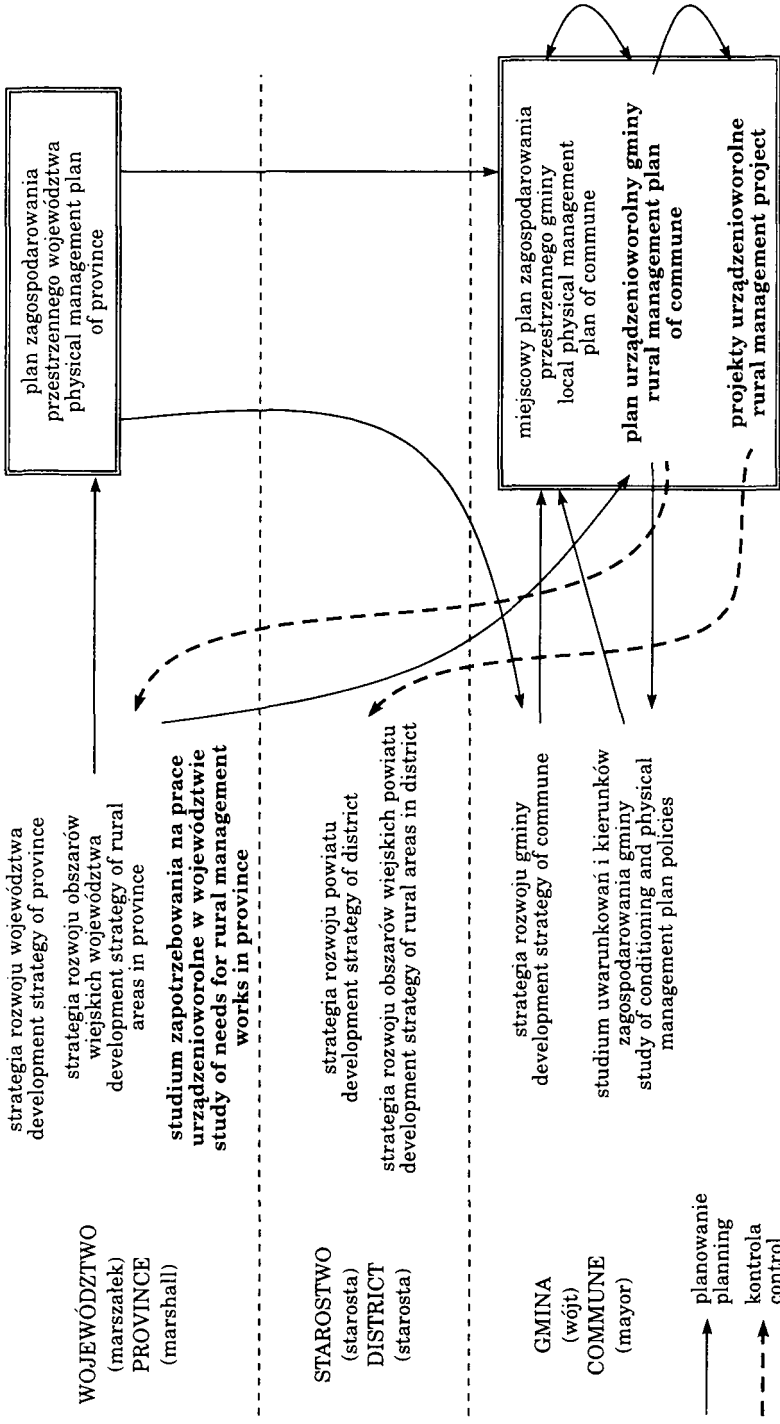 WOJEWÓDZTWO
(marszałek)
PROVINCE
(marshall)
strategia rozwoju województwa
development strategy of province
strategia rozwoju obszarów
wiejskich województwa
development strategy of rural
areas in province
studium zapotrzebowania na prace
urządzenioworolne w województwie
study of needs for rural management
works in province
plan zagospodarowania
przestrzennego województwa
physical management plan
of province
STAROSTWO
(starosta)
DISTRICT
(starosta)
strategia rozwoju powiatu
development strategy of district
strategia rozwoju obszarów wiejskich powiatu
development strategy of rural areas in district
GMINA
(wójt)
COMMUNE
(mayor)
strategia rozwoju gminy
development strategy of commune
studium uwarunkowań i kierunków
zagospodarowania gminy
study of conditioning and physical
management plan policies
miejscowy plan zagospodarowania
przestrzennego gminy
local physical management
plan of commune
plan urządzenioworolny gminy
rural management plan
of commune
projekty urządzenioworolne
rural management project
planowanie
planning
kontrola
control